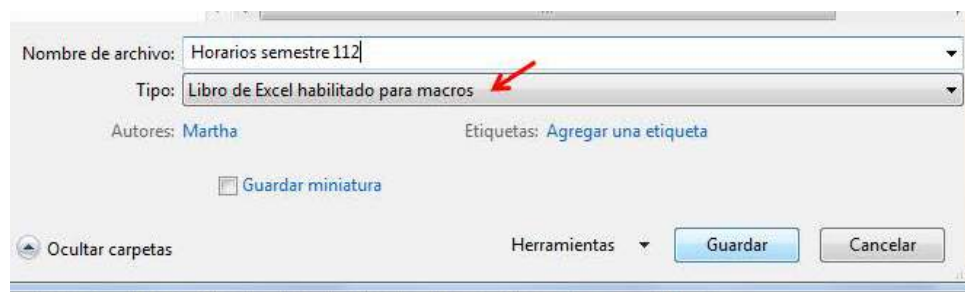 Nombre de archivo: Horarios semestre 112
Tipo: Libro de Excel habilitado para macros
Autores: Martha Etiquetas: Agregar una etiqueta
Guardar miniatura
Ocultar carpetas Herramientas Guardar Cancelar